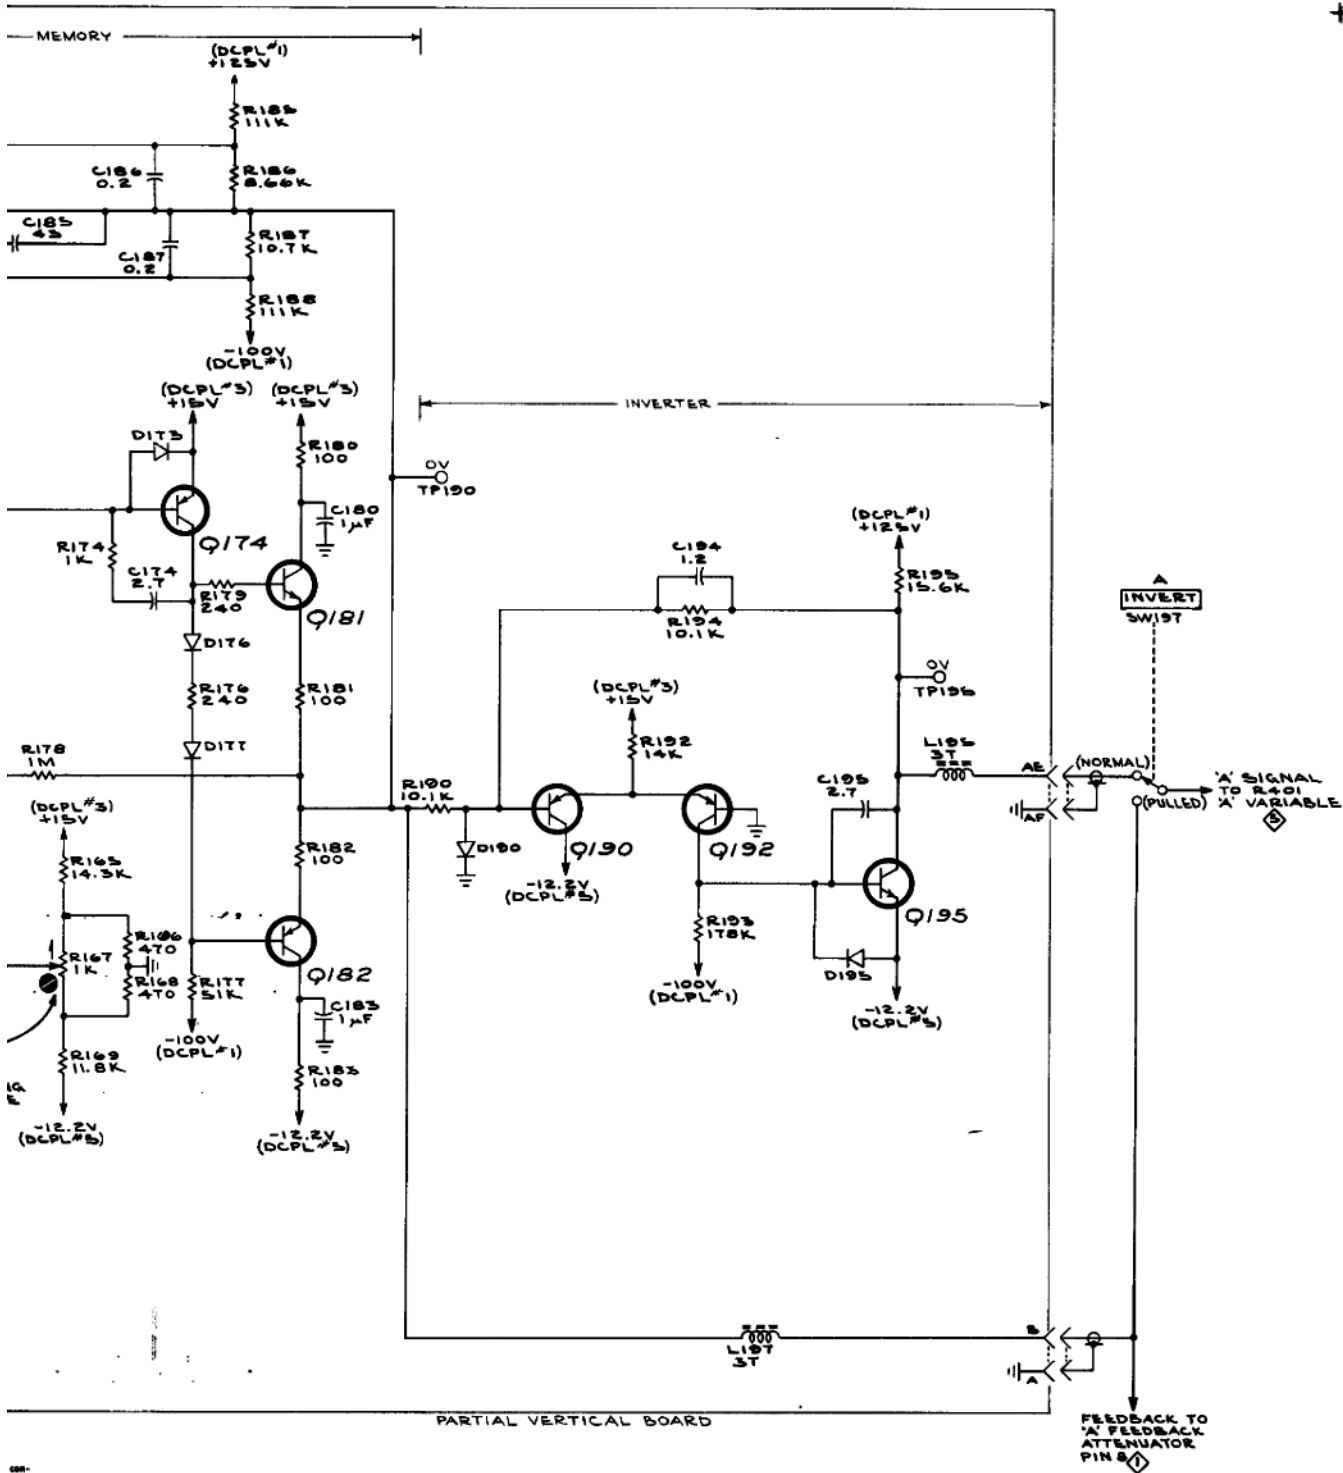 MEMORY
(DCPL #1)
+125V
R185
111K
C186
0.2
R186
8.66K
C185
43
R187
10.7K
C187
0.2
R188
111K
-100V
(DCPL #1)
(DCPL #3)
+15V
(DCPL #3)
+15V
INVERTER
D173
R180
100
0V
TP190
C180
1µF
(DCPL #1)
+125V
R174
1K
Q174
C174
2.7
R179
240
Q181
C194
1.2
R195
15.6K
A
INVERT
SW197
R194
10.1K
D176
R176
240
R181
100
0V
TP195
(DCPL #3)
+15V
D177
R192
14K
L195
3T
R178
1M
AE
(NORMAL)
'A' SIGNAL
TO R401
'A' VARIABLE
5
(PULLED)
AF
R190
10.1K
C195
2.7
(DCPL #3)
+15V
D190
Q190
Q192
R182
100
R165
14.3K
-12.2V
(DCPL #5)
Q195
R193
178K
R166
470
1
R167
1K
D195
Q182
R168
470
R177
51K
-100V
(DCPL #1)
C183
1µF
-12.2V
(DCPL #5)
-100V
(DCPL #1)
R169
11.8K
R183
100
-12.2V
(DCPL #5)
-12.2V
(DCPL #5)
B
L197
3T
A
PARTIAL VERTICAL BOARD
FEEDBACK TO
'A' FEEDBACK
ATTENUATOR
PIN 8 1